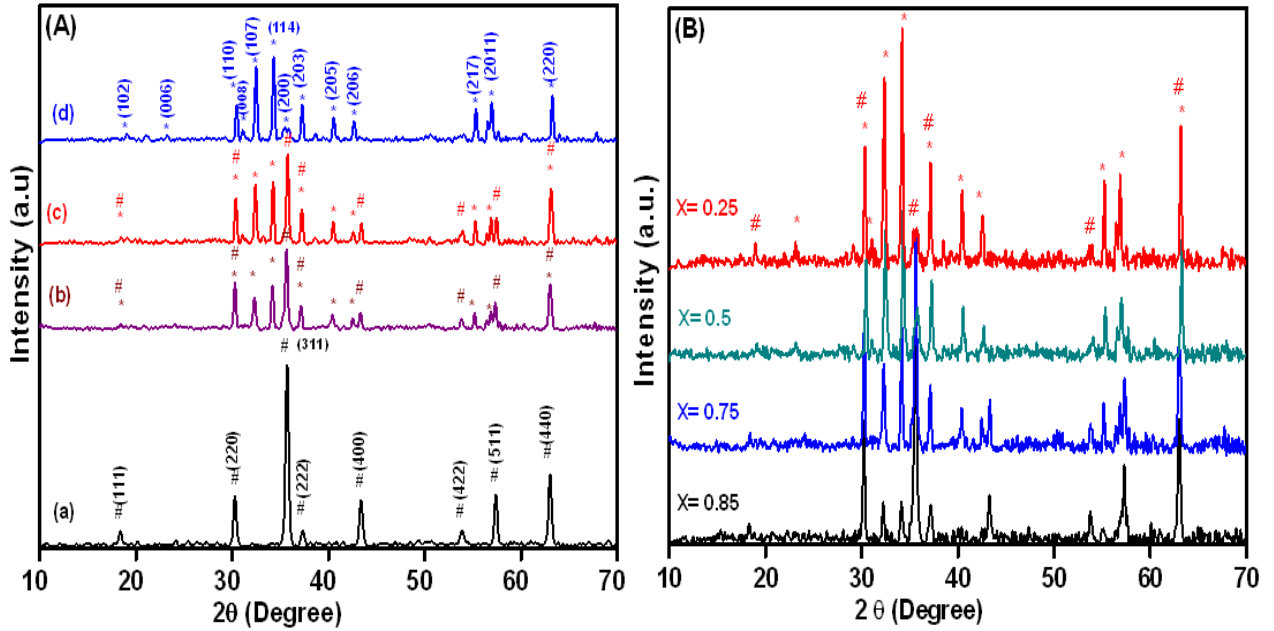 (A)
(102)
(006)
(110)
(008)
(107)
(114)
(200)
(203)
(205)
(206)
(217)
(2011)
(220)
* * * * * * * * * * * * *
(d)
# # # # # # # #
* * * * * * * * * *
(c)
# # # # # # # #
* * * * * * * * * *
(b)
# (311)
#(111)
#(220)
#(222)
#(400)
#(422)
#(511)
#(440)
(a)
10 20 30 40 50 60 70
2θ (Degree)
Intensity (a.u)
(B)
# # # # # #
* * * * * * * * * * *
X= 0.25
X= 0.5
X= 0.75
X= 0.85
10 20 30 40 50 60 70
2 θ (Degree)
Intensity (a.u.)